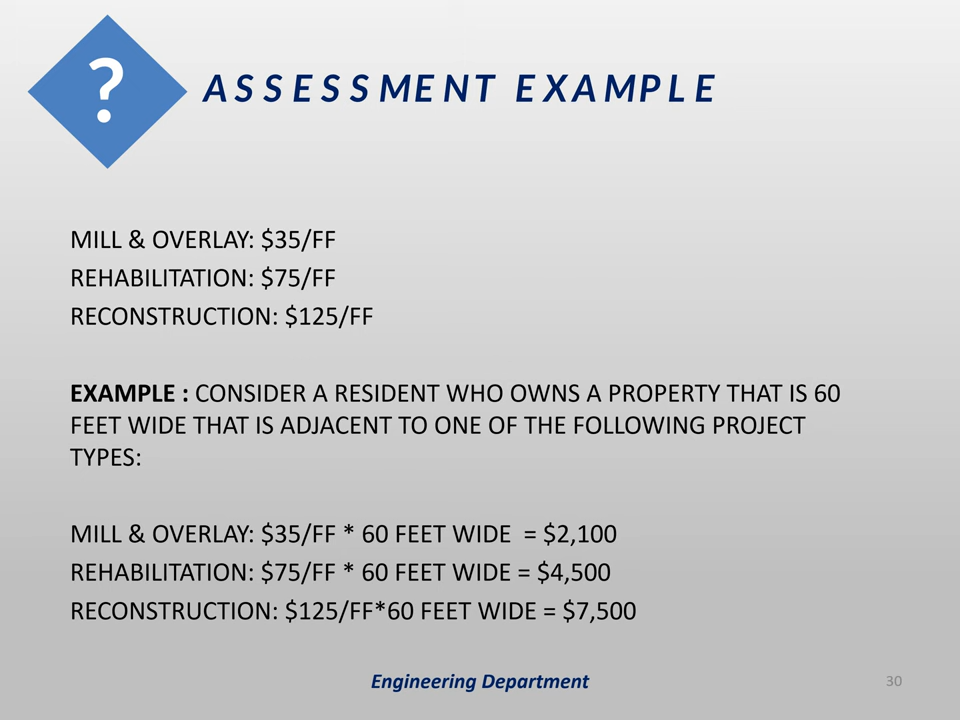 ?
ASSESSMENT EXAMPLE
MILL & OVERLAY: $35/FF
REHABILITATION: $75/FF
RECONSTRUCTION: $125/FF
EXAMPLE : CONSIDER A RESIDENT WHO OWNS A PROPERTY THAT IS 60
FEET WIDE THAT IS ADJACENT TO ONE OF THE FOLLOWING PROJECT
TYPES:
MILL & OVERLAY: $35/FF * 60 FEET WIDE = $2,100
REHABILITATION: $75/FF * 60 FEET WIDE = $4,500
RECONSTRUCTION: $125/FF*60 FEET WIDE = $7,500
Engineering Department
30